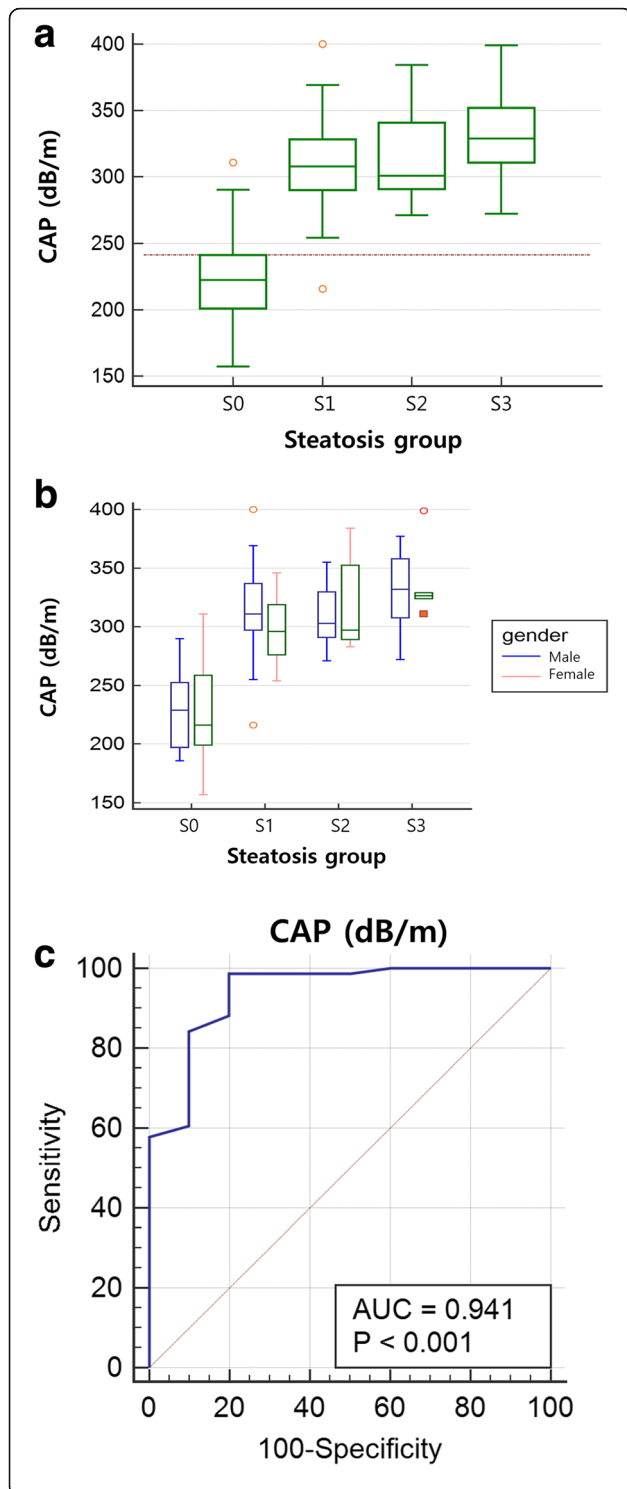 a
400
350
300
250
200
150
CAP (dB/m)
S0 S1 S2 S3
Steatosis group
b
400
350
300
250
200
150
CAP (dB/m)
S0 S1 S2 S3
Steatosis group
gender
Male
Female
c
CAP (dB/m)
100
80
60
40
20
0
Sensitivity
AUC = 0.941
P < 0.001
0 20 40 60 80 100
100-Specificity